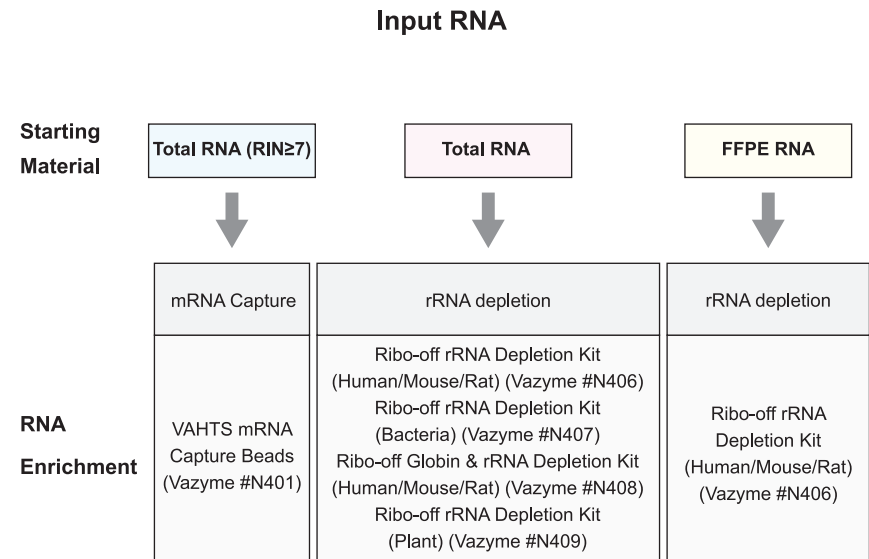 Input RNA
Starting
Material
Total RNA (RIN≥7)
Total RNA
FFPE RNA
mRNA Capture
rRNA depletion
rRNA depletion
RNA
Enrichment
VAHTS mRNA
Capture Beads
(Vazyme #N401)
Ribo-off rRNA Depletion Kit
(Human/Mouse/Rat) (Vazyme #N406)
Ribo-off rRNA Depletion Kit
(Bacteria) (Vazyme #N407)
Ribo-off Globin & rRNA Depletion Kit
(Human/Mouse/Rat) (Vazyme #N408)
Ribo-off rRNA Depletion Kit
(Plant) (Vazyme #N409)
Ribo-off rRNA
Depletion Kit
(Human/Mouse/Rat)
(Vazyme #N406)